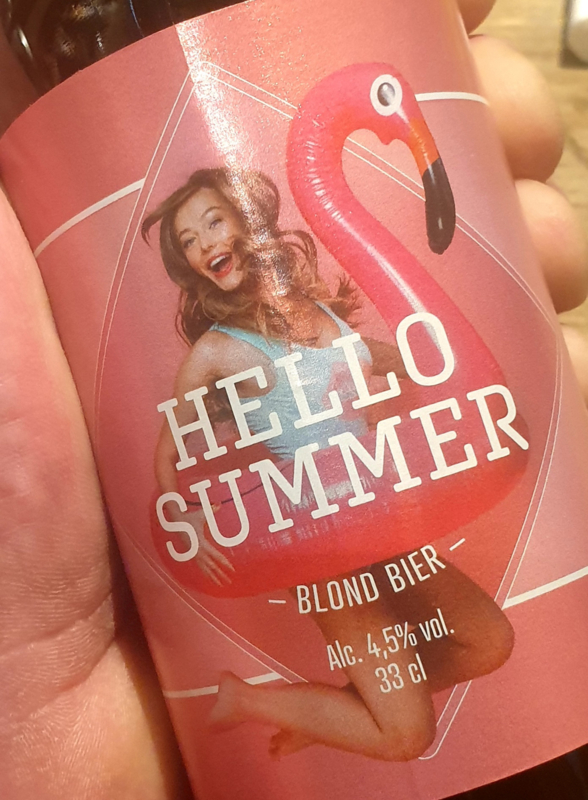 HELLO
SUMMER
– BLOND BIER –
Alc. 4,5% vol.
33 cl